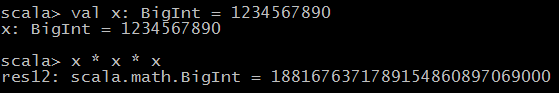 scala> val x: BigInt = 1234567890
x: BigInt = 1234567890
scala> x * x * x
res12: scala.math.BigInt = 1881676371789154860897069000